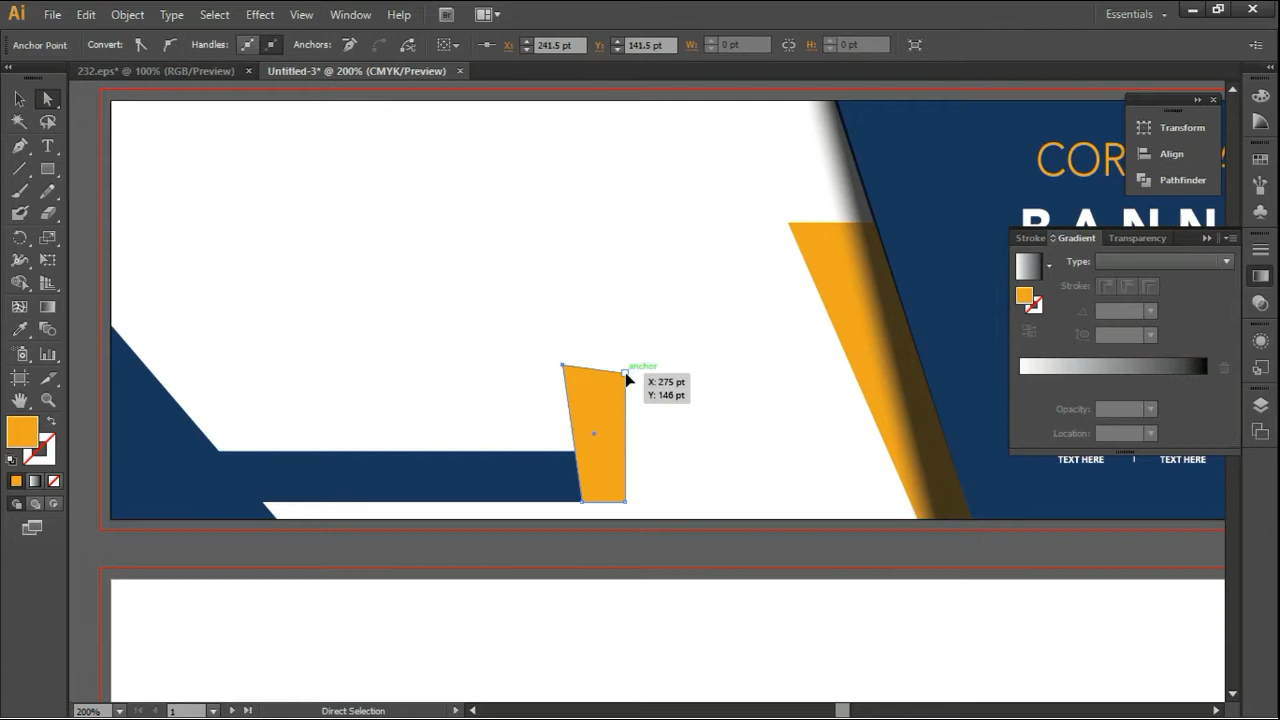 Ai File Edit Object Type Select Effect View Window Help Br Essentials
Anchor Point Convert: Handles: Anchors: X: 241.5 pt Y: 141.5 pt W: 0 pt H: 0 pt
232.eps* @ 100% (RGB/Preview) × Untitled-3* @ 200% (CMYK/Preview) ×
Transform
Align
Pathfinder
COR
BANN
Stroke Gradient Transparency
Type:
Stroke:
anchor
X: 275 pt
Y: 146 pt
Opacity:
Location:
TEXT HERE TEXT HERE
200% 1 Direct Selection